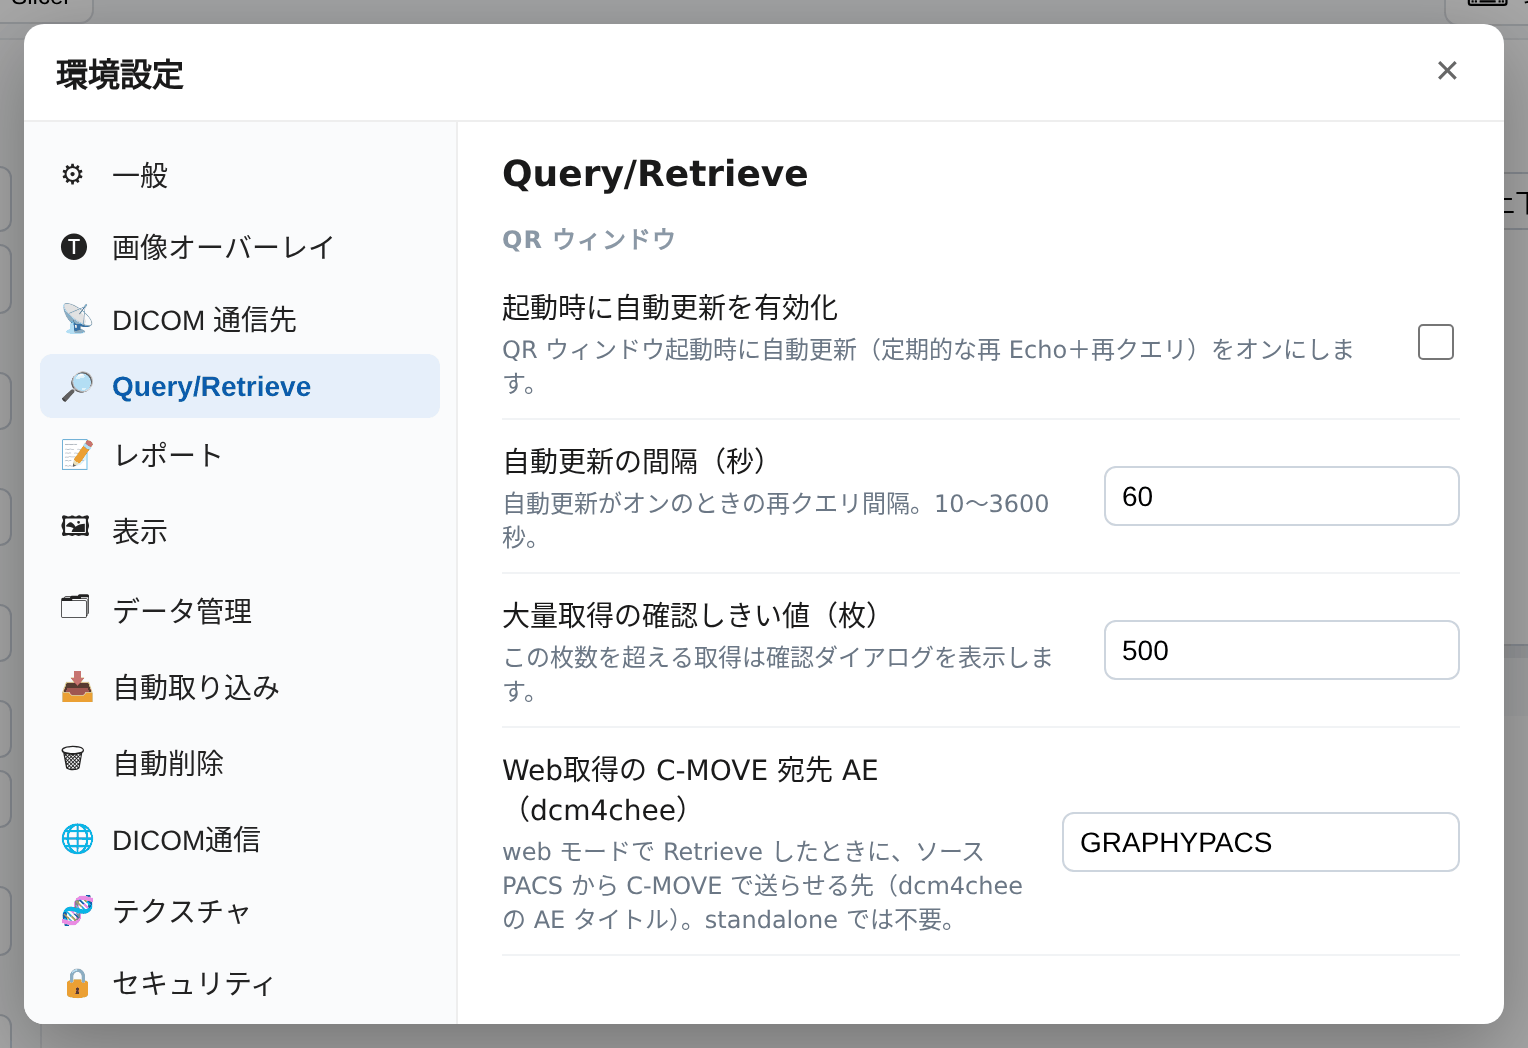 環境設定
✕
一般
画像オーバーレイ
DICOM 通信先
Query/Retrieve
レポート
表示
データ管理
自動取り込み
自動削除
DICOM通信
テクスチャ
セキュリティ
Query/Retrieve
QR ウィンドウ
起動時に自動更新を有効化
QR ウィンドウ起動時に自動更新（定期的な再 Echo＋再クエリ）をオンにしま
す。
自動更新の間隔（秒）
自動更新がオンのときの再クエリ間隔。10〜3600
秒。
60
大量取得の確認しきい値（枚）
この枚数を超える取得は確認ダイアログを表示しま
す。
500
Web取得の C-MOVE 宛先 AE
（dcm4chee）
web モードで Retrieve したときに、ソース
PACS から C-MOVE で送らせる先（dcm4chee
の AE タイトル）。standalone では不要。
GRAPHYPACS